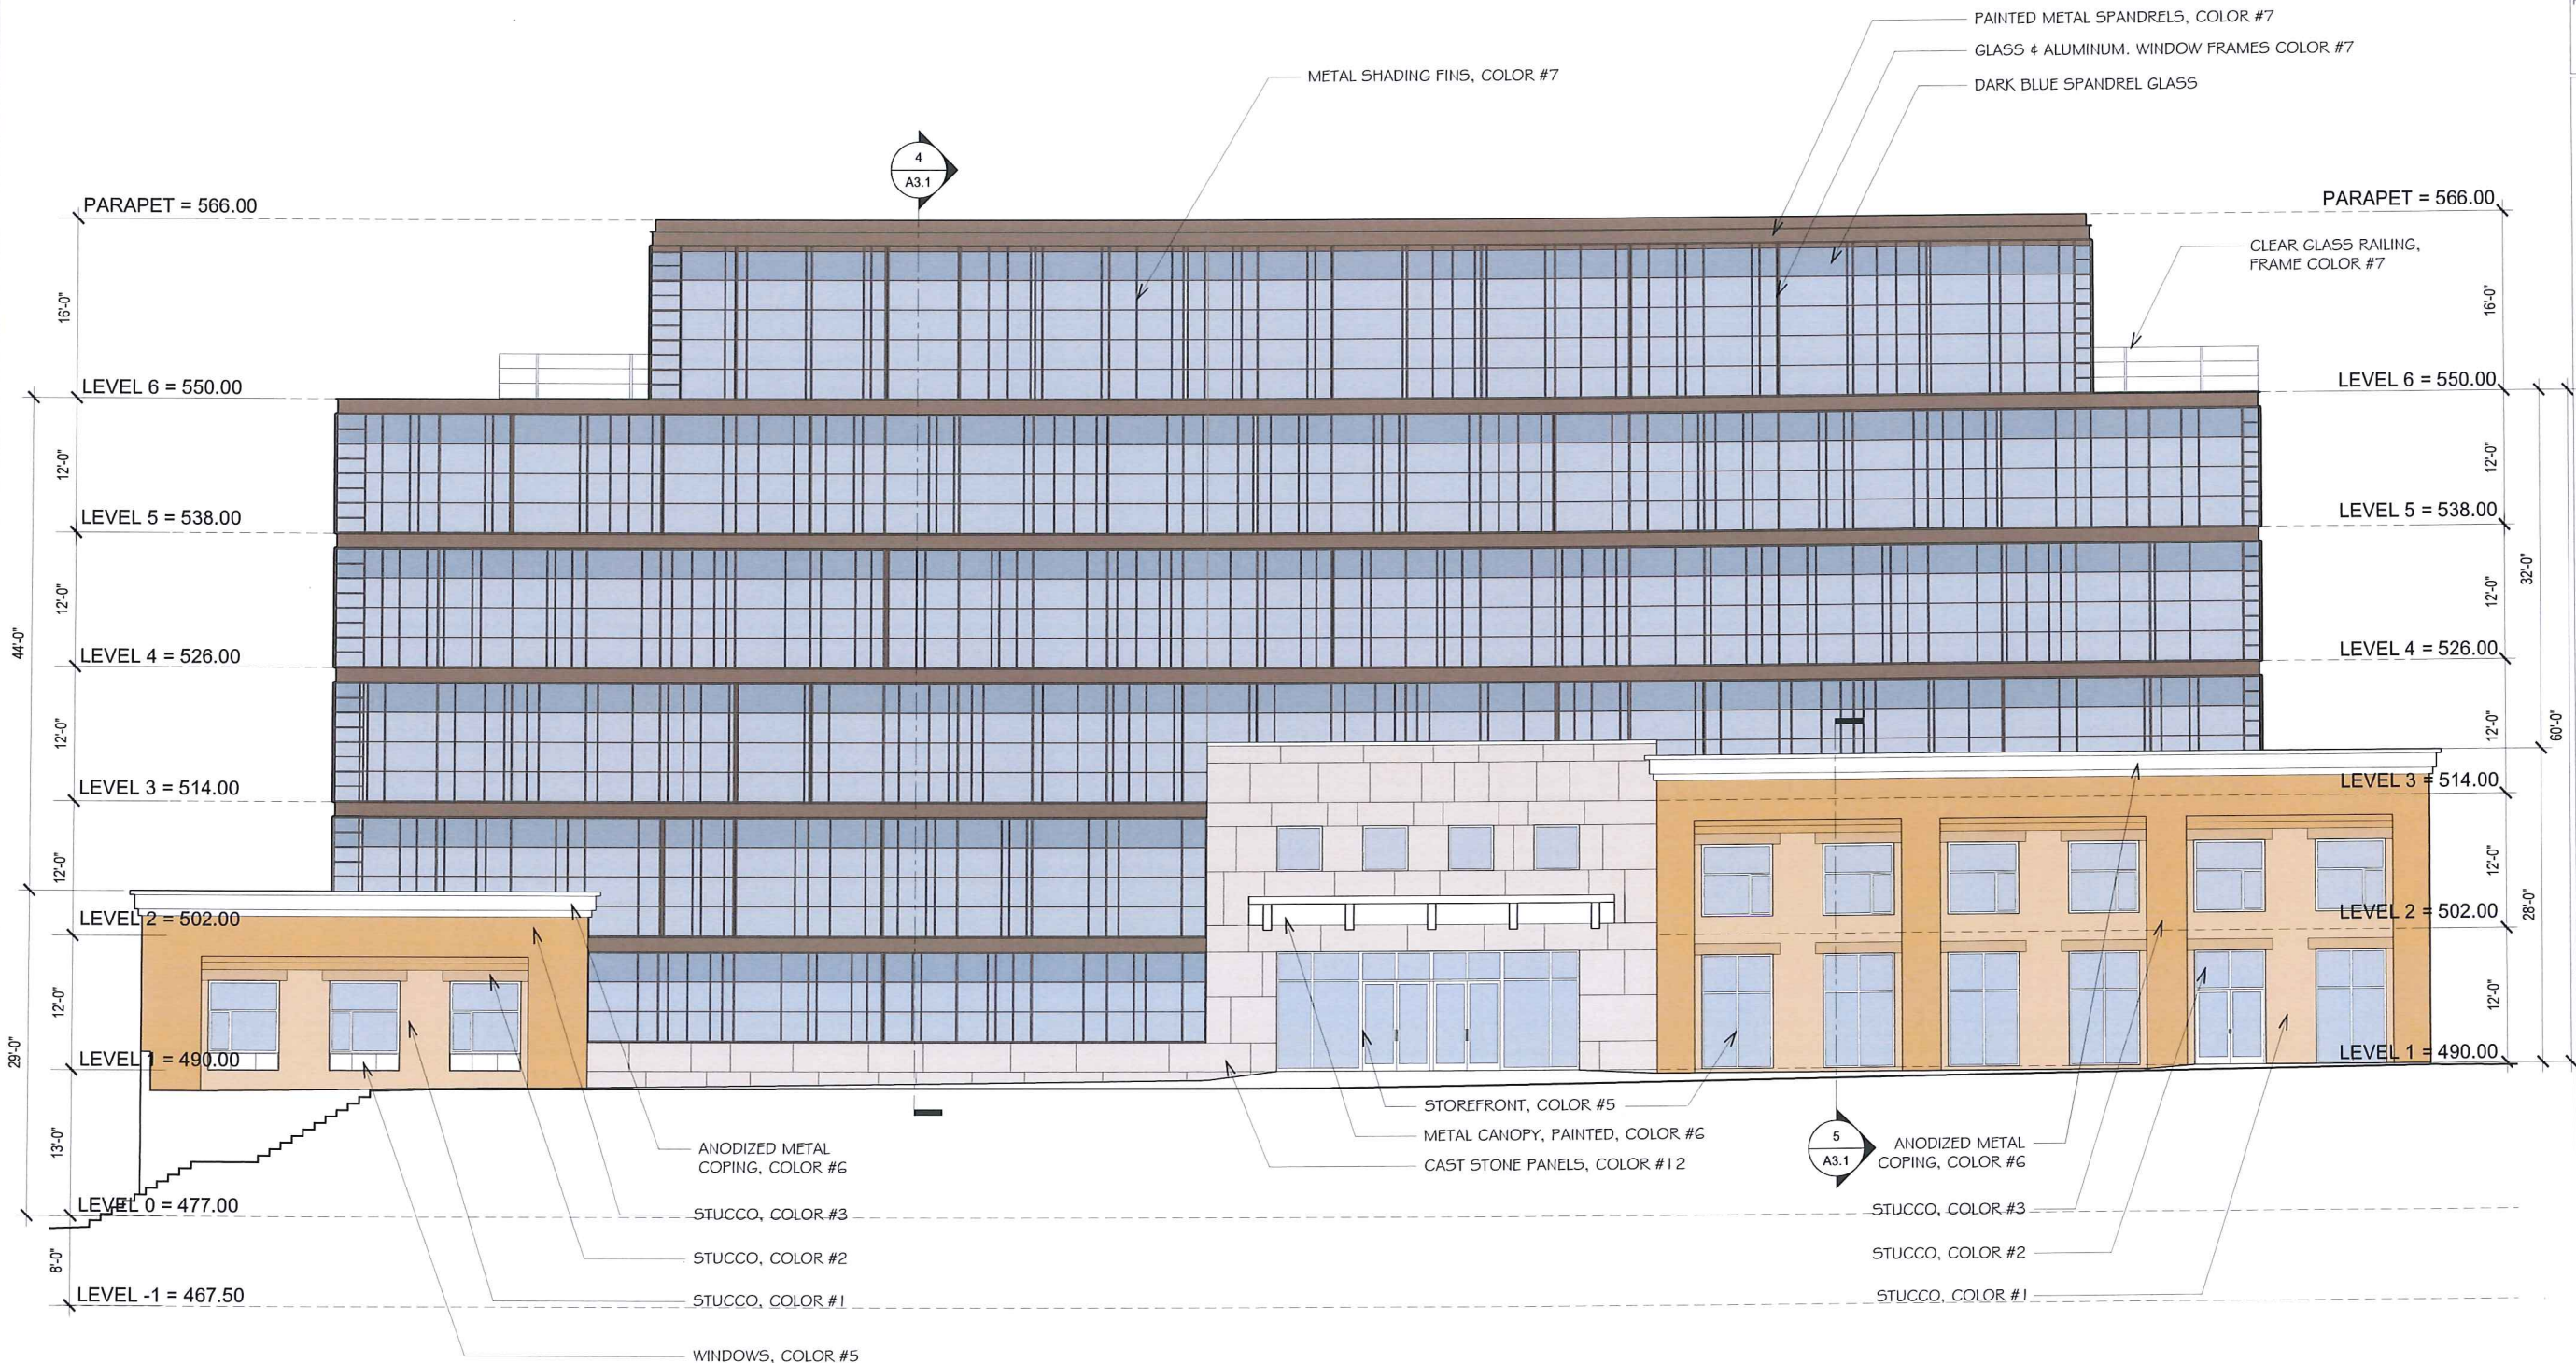 PAINTED METAL SPANDRELS, COLOR #7
GLASS & ALUMINUM. WINDOW FRAMES COLOR #7
METAL SHADING FINS, COLOR #7
DARK BLUE SPANDREL GLASS
4
A3.1
PARAPET = 566.00
PARAPET = 566.00
CLEAR GLASS RAILING,
FRAME COLOR #7
16'-0"
16'-0"
LEVEL 6 = 550.00
LEVEL 6 = 550.00
12'-0"
12'-0"
LEVEL 5 = 538.00
LEVEL 5 = 538.00
12'-0"
12'-0"
32'-0"
44'-0"
LEVEL 4 = 526.00
LEVEL 4 = 526.00
12'-0"
12'-0"
60'-0"
LEVEL 3 = 514.00
LEVEL 3 = 514.00
12'-0"
12'-0"
28'-0"
LEVEL 2 = 502.00
LEVEL 2 = 502.00
12'-0"
12'-0"
29'-0"
LEVEL 1 = 490.00
LEVEL 1 = 490.00
STOREFRONT, COLOR #5
METAL CANOPY, PAINTED, COLOR #6
CAST STONE PANELS, COLOR #12
5
A3.1
13'-0"
ANODIZED METAL
COPING, COLOR #6
ANODIZED METAL
COPING, COLOR #6
LEVEL 0 = 477.00
STUCCO, COLOR #3
STUCCO, COLOR #3
8'-0"
STUCCO, COLOR #2
STUCCO, COLOR #2
LEVEL -1 = 467.50
STUCCO, COLOR #1
STUCCO, COLOR #1
WINDOWS, COLOR #5